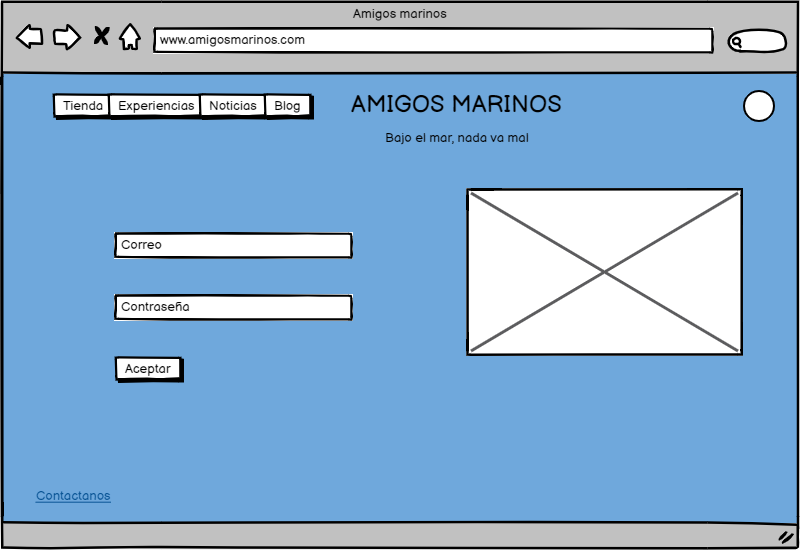 Amigos marinos
www.amigosmarinos.com
Tienda Experiencias Noticias Blog
AMIGOS MARINOS
Bajo el mar, nada va mal
Correo
Contraseña
Aceptar
Contactanos